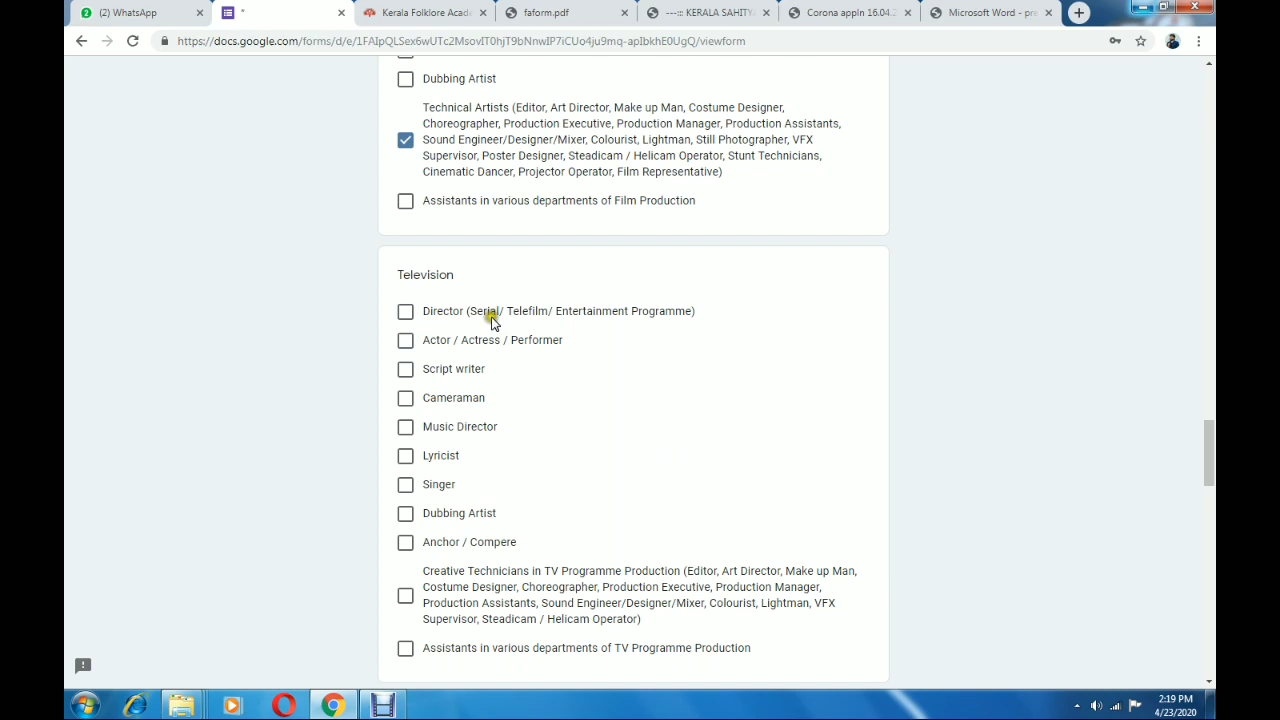 (2) WhatsApp
*
Kerala Folklore Acad
faform.pdf
---::: KERALA SAHITY
Corona appln 16.04.2
Microsoft Word - pre
https://docs.google.com/forms/d/e/
Dubbing Artist
Technical Artists (Editor, Art Director, Make up Man, Costume Designer,
Choreographer, Production Executive, Production Manager, Production Assistants,
Sound Engineer/Designer/Mixer, Colourist, Lightman, Still Photographer, VFX
Supervisor, Poster Designer, Steadicam / Helicam Operator, Stunt Technicians,
Cinematic Dancer, Projector Operator, Film Representative)
Assistants in various departments of Film Production
Television
Director (Serial/ Telefilm/ Entertainment Programme)
Actor / Actress / Performer
Script writer
Cameraman
Music Director
Lyricist
Singer
Dubbing Artist
Anchor / Compere
Creative Technicians in TV Programme Production (Editor, Art Director, Make up Man,
Costume Designer, Choreographer, Production Executive, Production Manager,
Production Assistants, Sound Engineer/Designer/Mixer, Colourist, Lightman, VFX
Supervisor, Steadicam / Helicam Operator)
Assistants in various departments of TV Programme Production
2:19 PM
4/23/2020